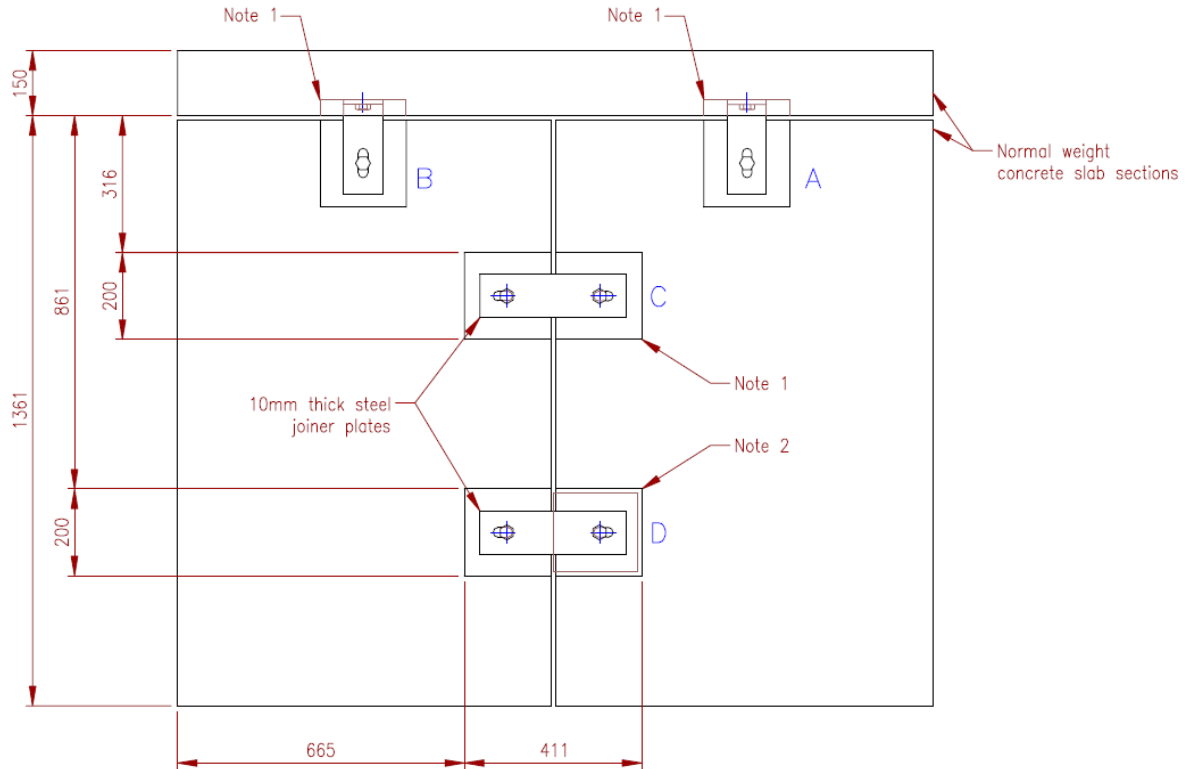 Note 1
Note 1
150
Normal weight
concrete slab sections
B
A
316
C
200
861
1361
Note 1
10mm thick steel
joiner plates
Note 2
D
200
665
411